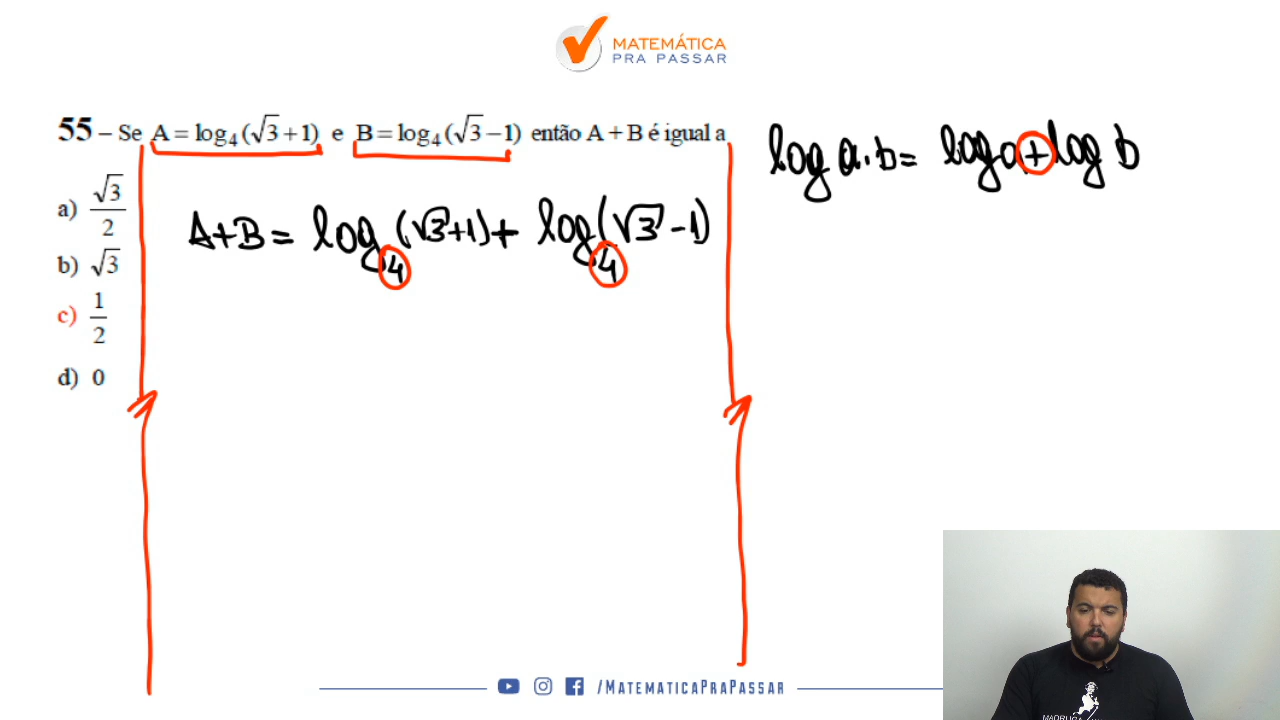 MATEMÁTICA
PRA PASSAR
55 – Se A = log₄(√3 + 1) e B = log₄(√3 − 1) então A + B é igual a
log a.b = log a + log b
a) √3/2
A+B = log₄(√3+1) + log₄(√3−1)
b) √3
c) 1/2
d) 0
/MATEMATICAPRAPASSAR
MADRUGA